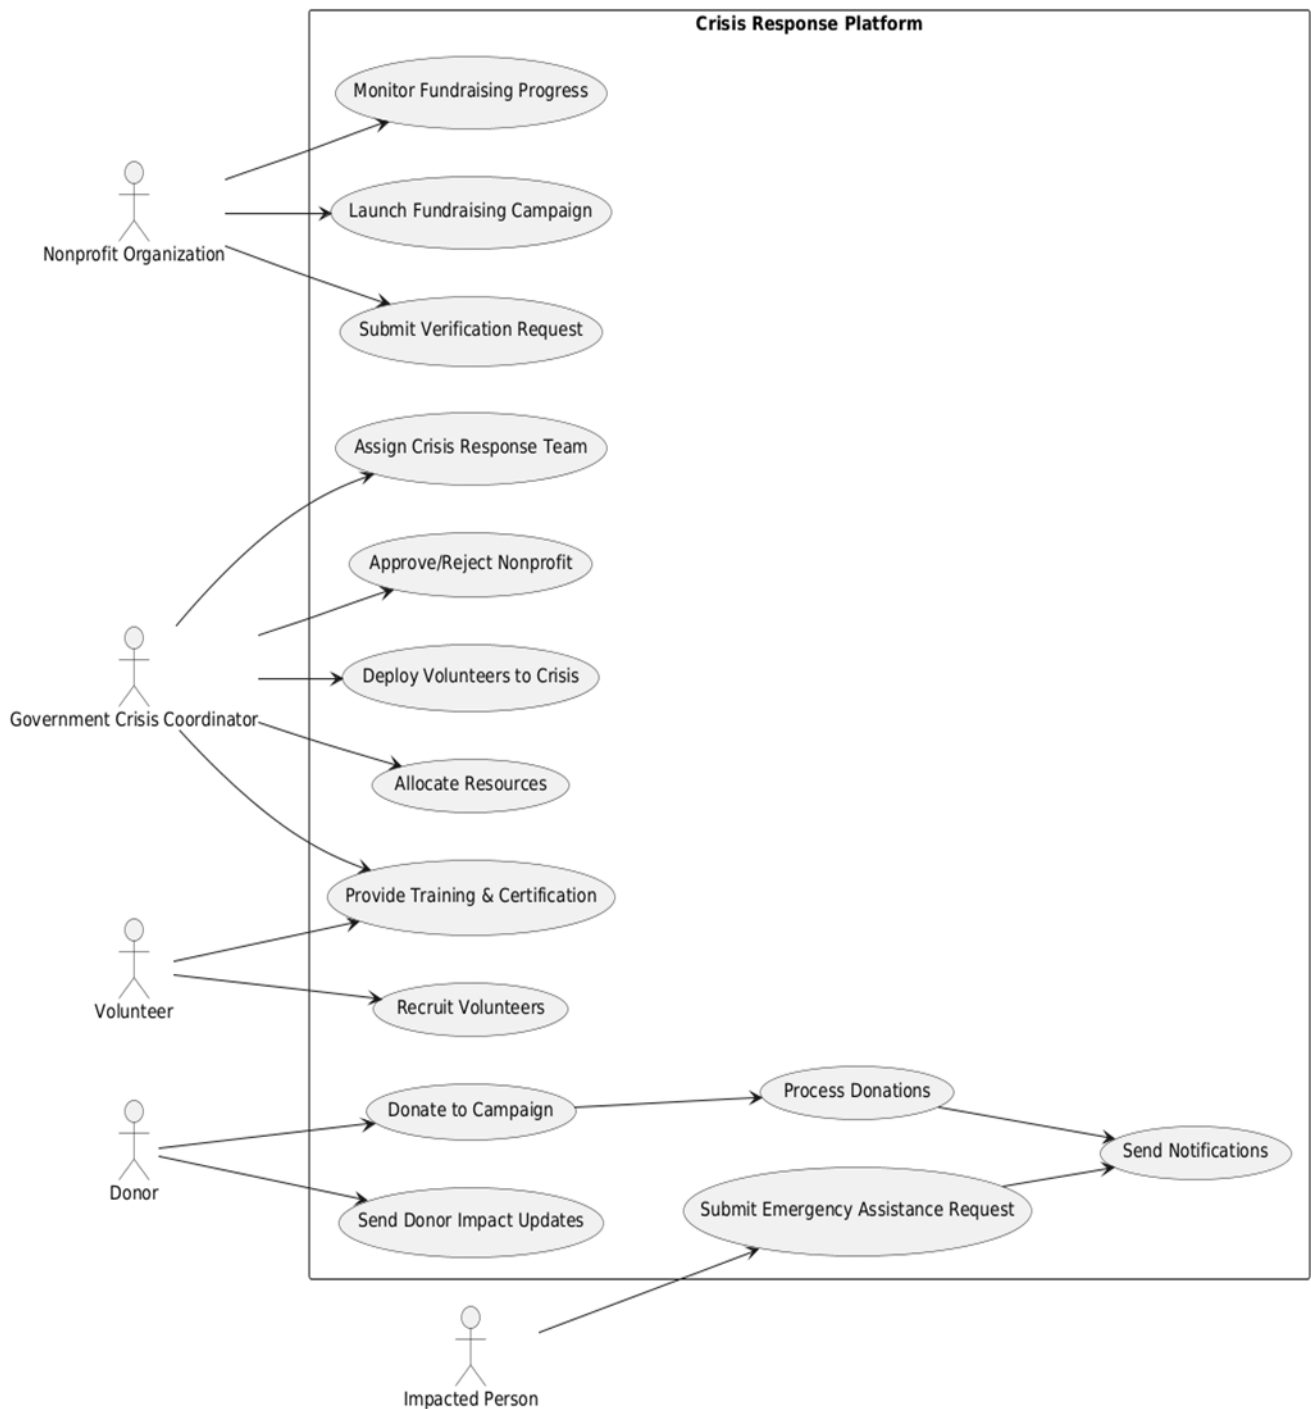 Crisis Response Platform
Monitor Fundraising Progress
Launch Fundraising Campaign
Nonprofit Organization
Submit Verification Request
Assign Crisis Response Team
Approve/Reject Nonprofit
Deploy Volunteers to Crisis
Government Crisis Coordinator
Allocate Resources
Provide Training & Certification
Volunteer
Recruit Volunteers
Donate to Campaign
Process Donations
Send Notifications
Donor
Send Donor Impact Updates
Submit Emergency Assistance Request
Impacted Person